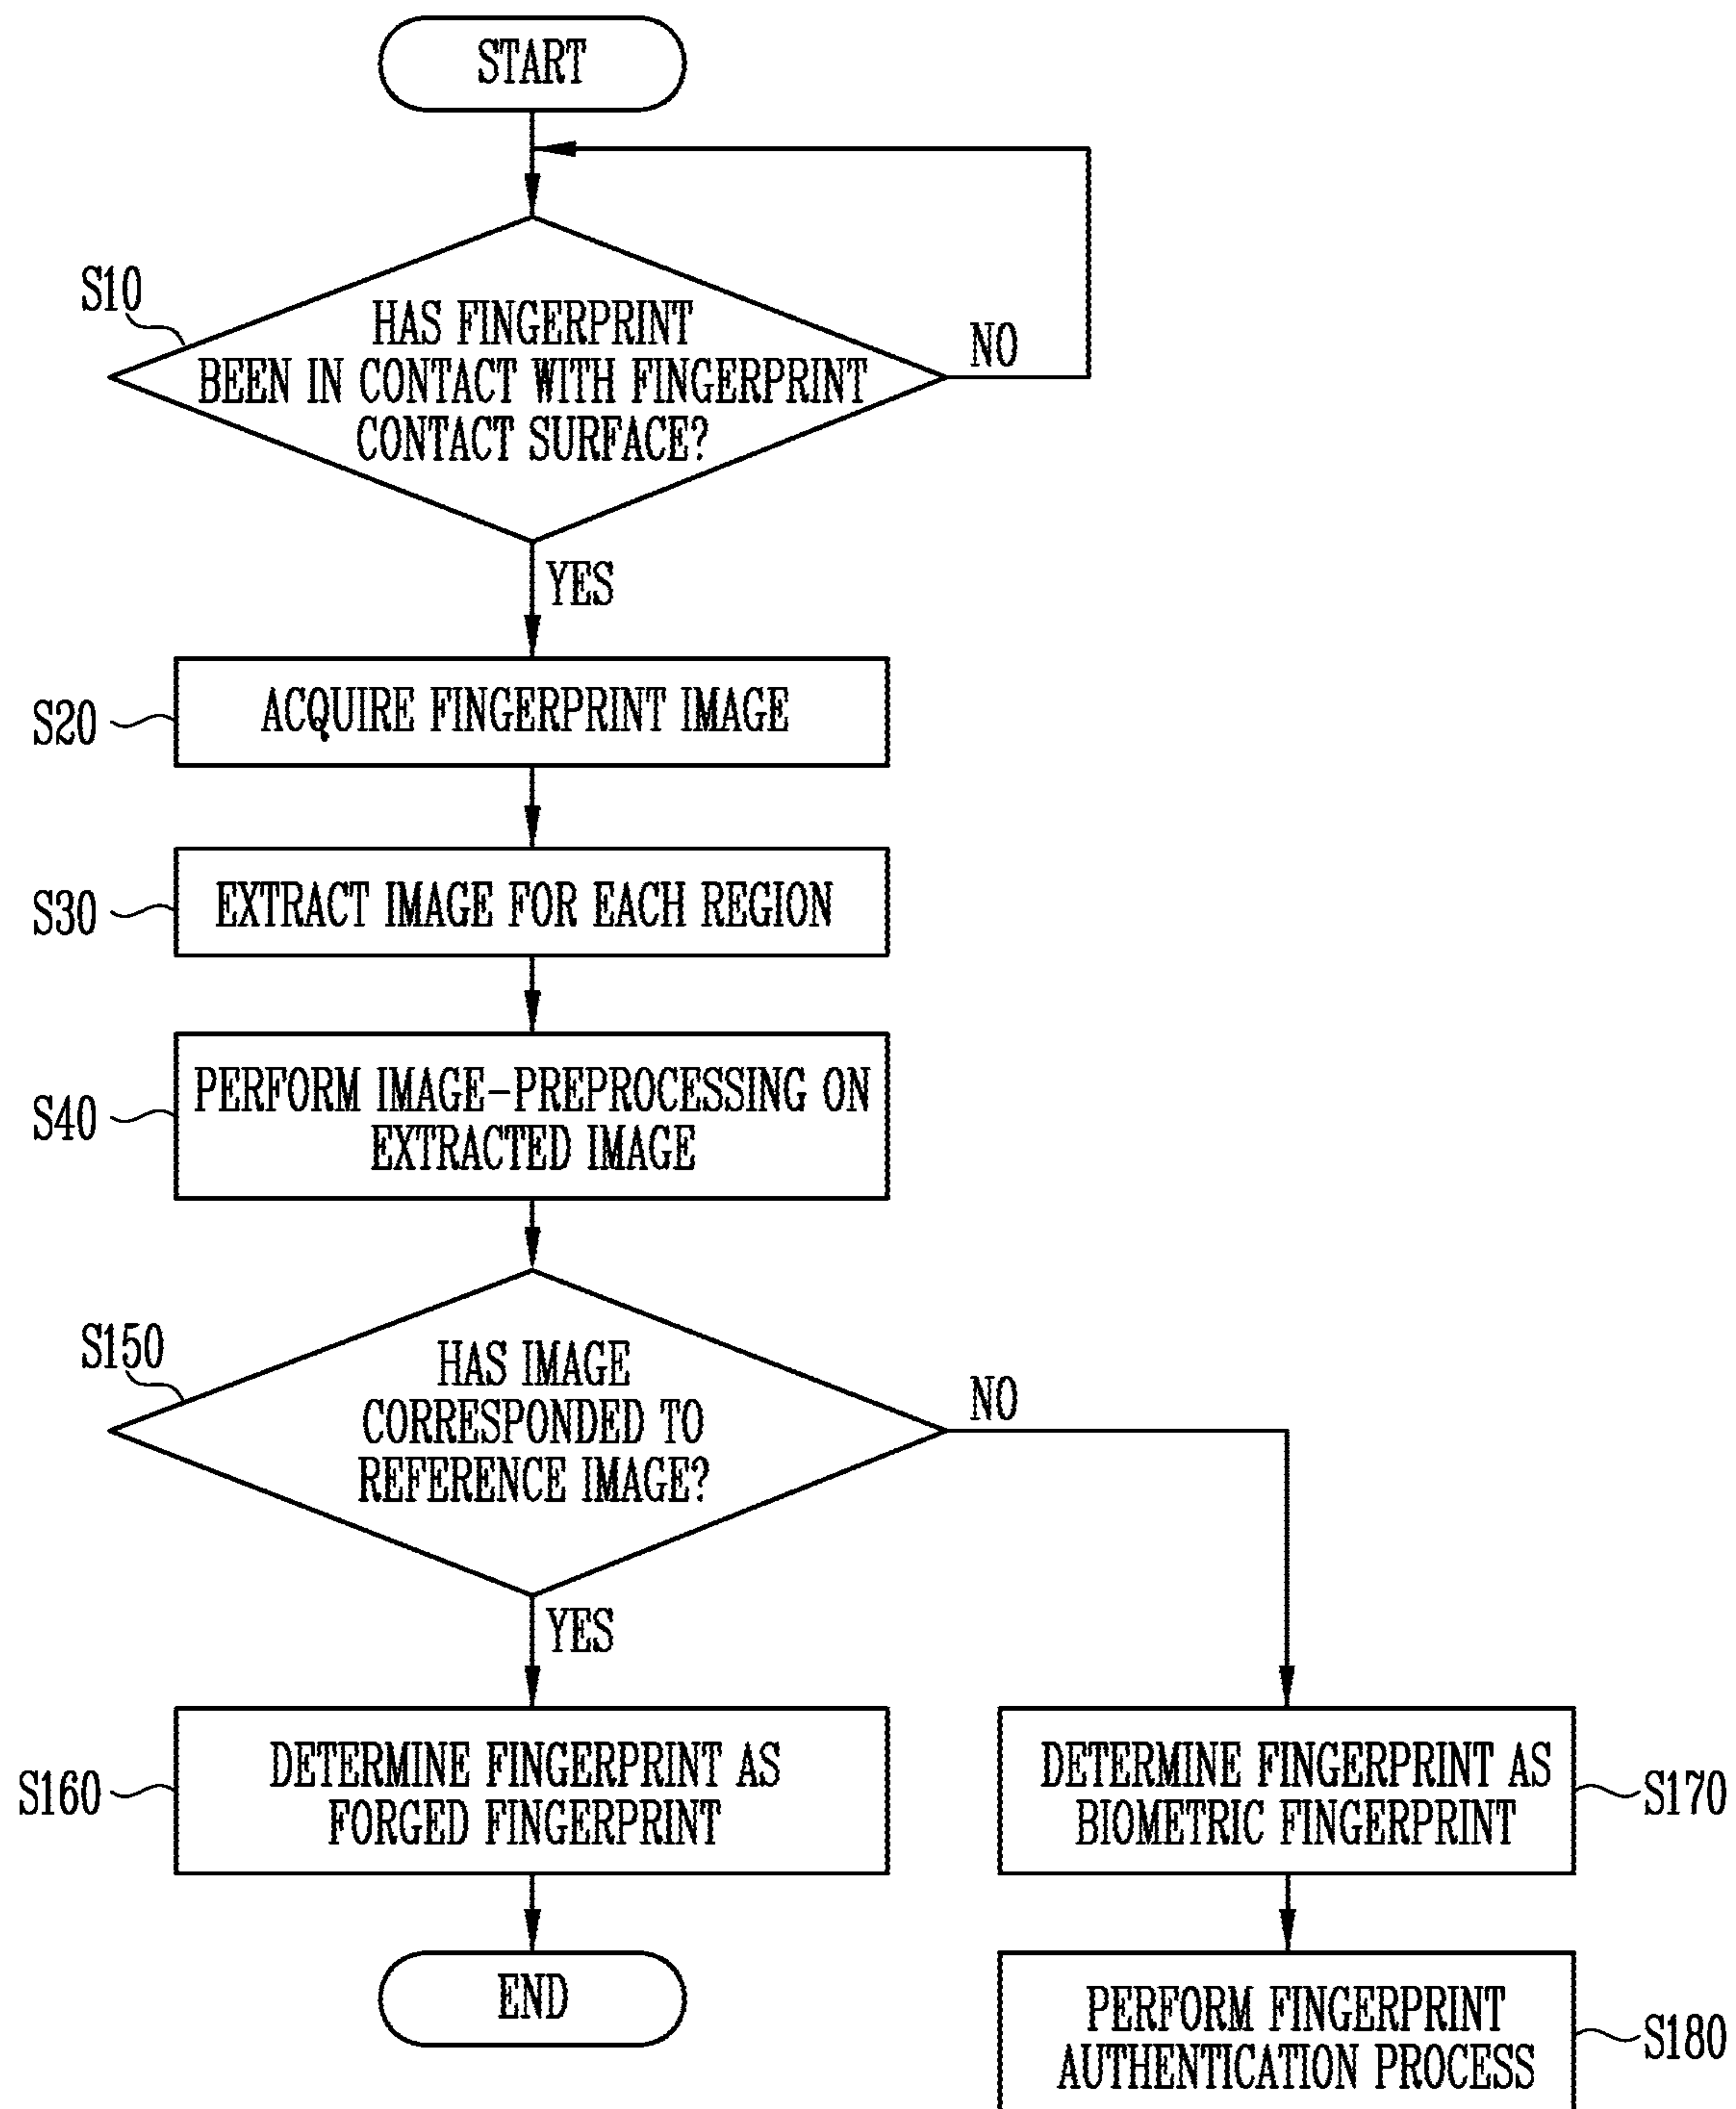 START
S10
HAS FINGERPRINT
BEEN IN CONTACT WITH FINGERPRINT
CONTACT SURFACE?
NO
YES
S20
ACQUIRE FINGERPRINT IMAGE
S30
EXTRACT IMAGE FOR EACH REGION
S40
PERFORM IMAGE-PREPROCESSING ON
EXTRACTED IMAGE
S150
HAS IMAGE
CORRESPONDED TO
REFERENCE IMAGE?
NO
YES
S160
DETERMINE FINGERPRINT AS
FORGED FINGERPRINT
DETERMINE FINGERPRINT AS
BIOMETRIC FINGERPRINT
S170
END
PERFORM FINGERPRINT
AUTHENTICATION PROCESS
S180